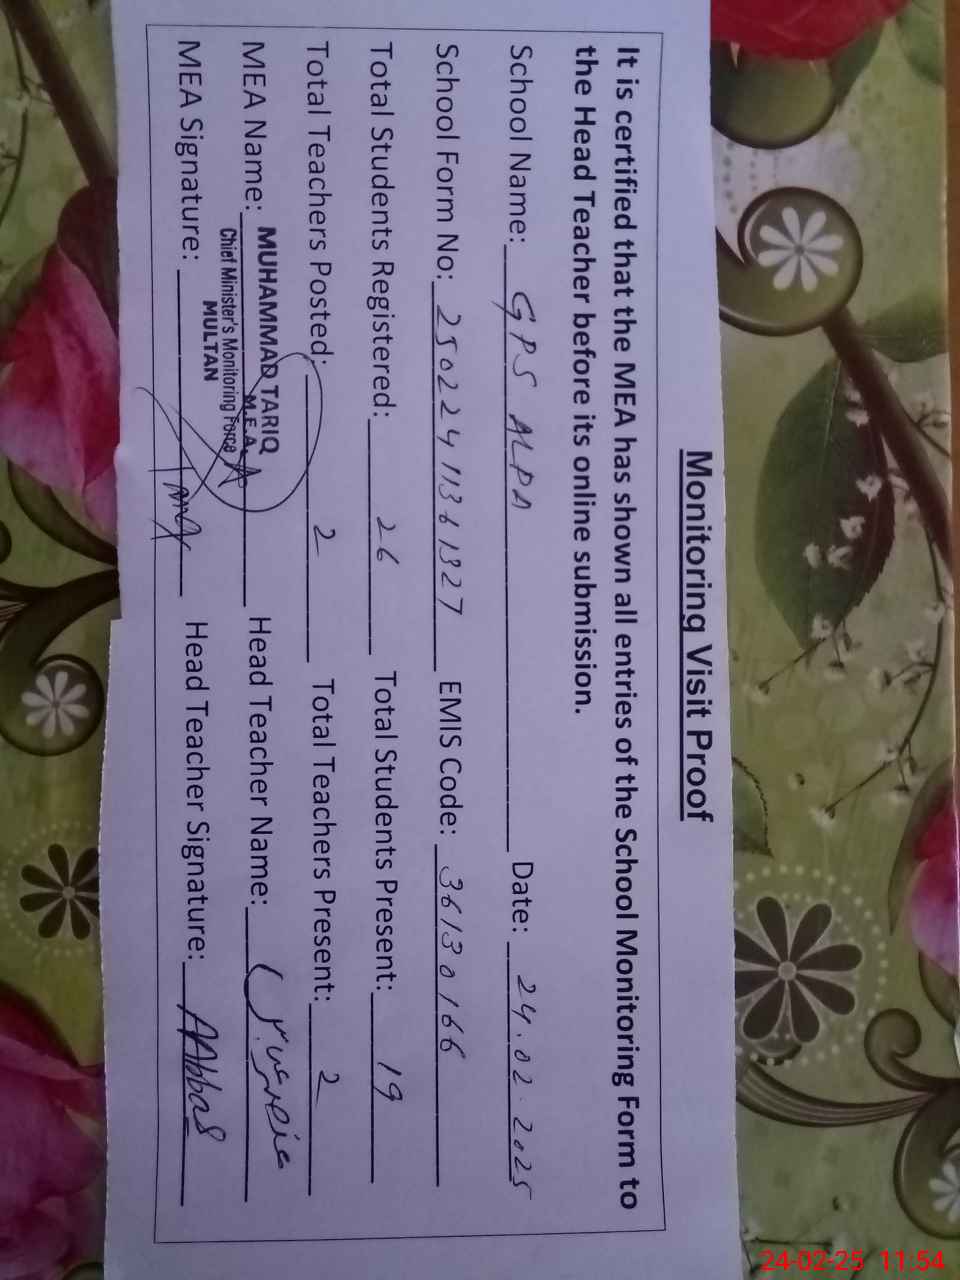 Monitoring Visit Proof
It is certified that the MEA has shown all entries of the School Monitoring Form to
the Head Teacher before its online submission.
School Name: GPS ALPA Date: 24.02.2025
School Form No: 25022411361327 EMIS Code: 36130166
Total Students Registered: 26 Total Students Present: 19
Total Teachers Posted: 2 Total Teachers Present: 2
MEA Name: MUHAMMAD TARIQ Head Teacher Name:
M.E.A.
Chief Minister's Monitoring Force
MULTAN
MEA Signature: Head Teacher Signature: Abbas
24-02-25 11:54